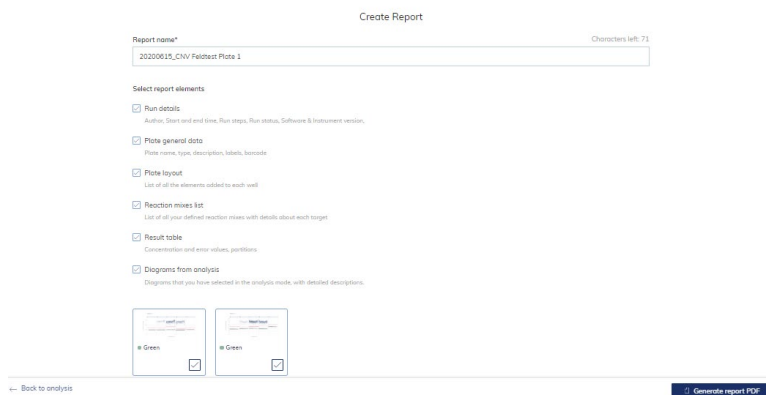 Create Report
Report name*
Characters left: 71
20200615_CNV Feldtest Plate 1
Select report elements
Run details
Author, Start and end time, Run steps, Run status, Software & Instrument version.
Plate general data
Plate name, type, description, labels, barcode
Plate layout
List of all the elements added to each well
Reaction mixes list
List of all your defined reaction mixes with details about each target
Result table
Concentration and error values, partitions
Diagrams from analysis
Diagrams that you have selected in the analysis mode, with detailed descriptions.
Green
Green
← Back to analysis
Generate report PDF